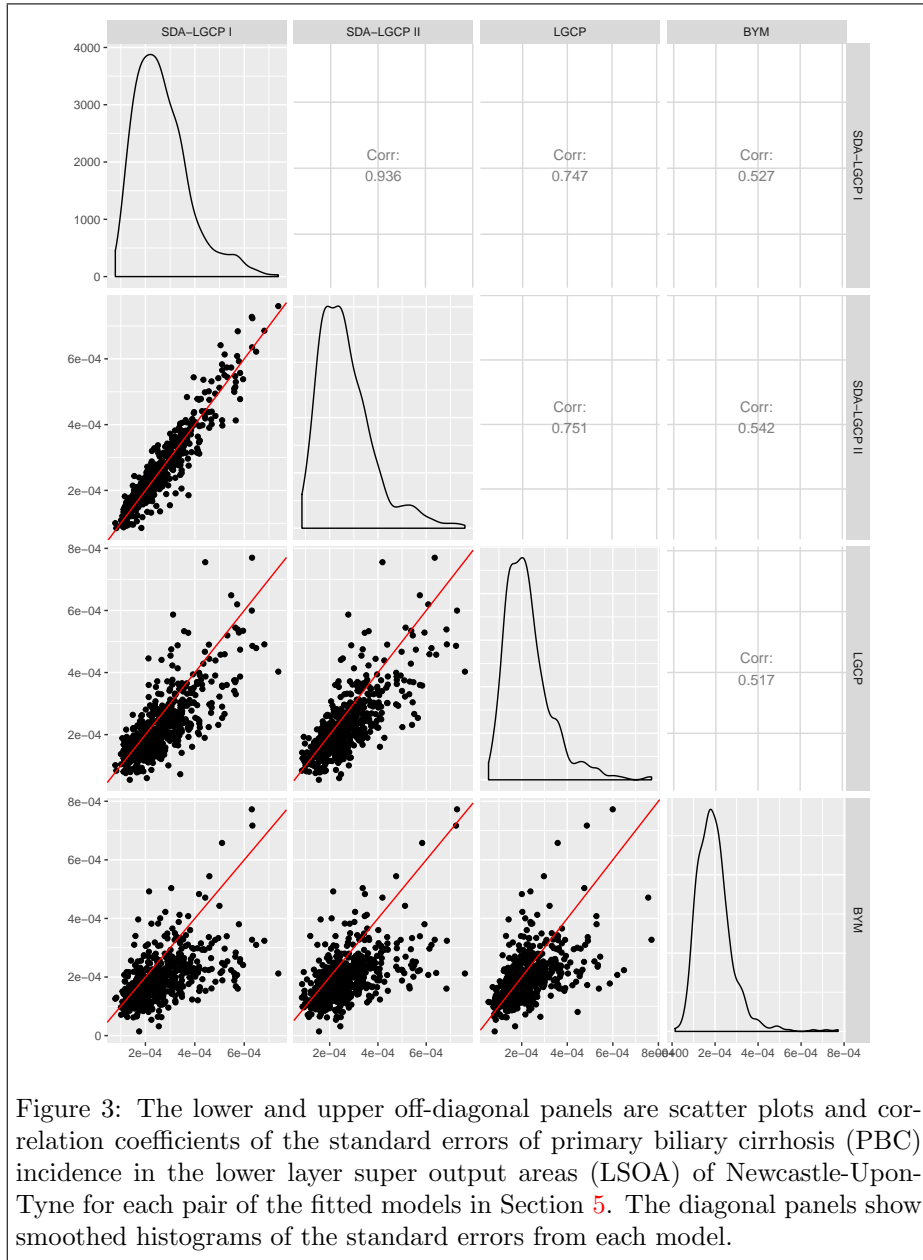 SDA−LGCP I
SDA−LGCP II
LGCP
BYM
4000
3000
2000
1000
0
Corr:
0.936
Corr:
0.747
Corr:
0.527
SDA−LGCP I
6e−04
4e−04
2e−04
Corr:
0.751
Corr:
0.542
SDA−LGCP II
8e−04
6e−04
4e−04
2e−04
Corr:
0.517
LGCP
8e−04
6e−04
4e−04
2e−04
0
BYM
2e−04 4e−04 6e−04
2e−04 4e−04 6e−04
2e−04 4e−04 6e−04
2e−04 4e−04 6e−04 8e−04
Figure 3: The lower and upper off-diagonal panels are scatter plots and cor-
relation coefficients of the standard errors of primary biliary cirrhosis (PBC)
incidence in the lower layer super output areas (LSOA) of Newcastle-Upon-
Tyne for each pair of the fitted models in Section 5. The diagonal panels show
smoothed histograms of the standard errors from each model.